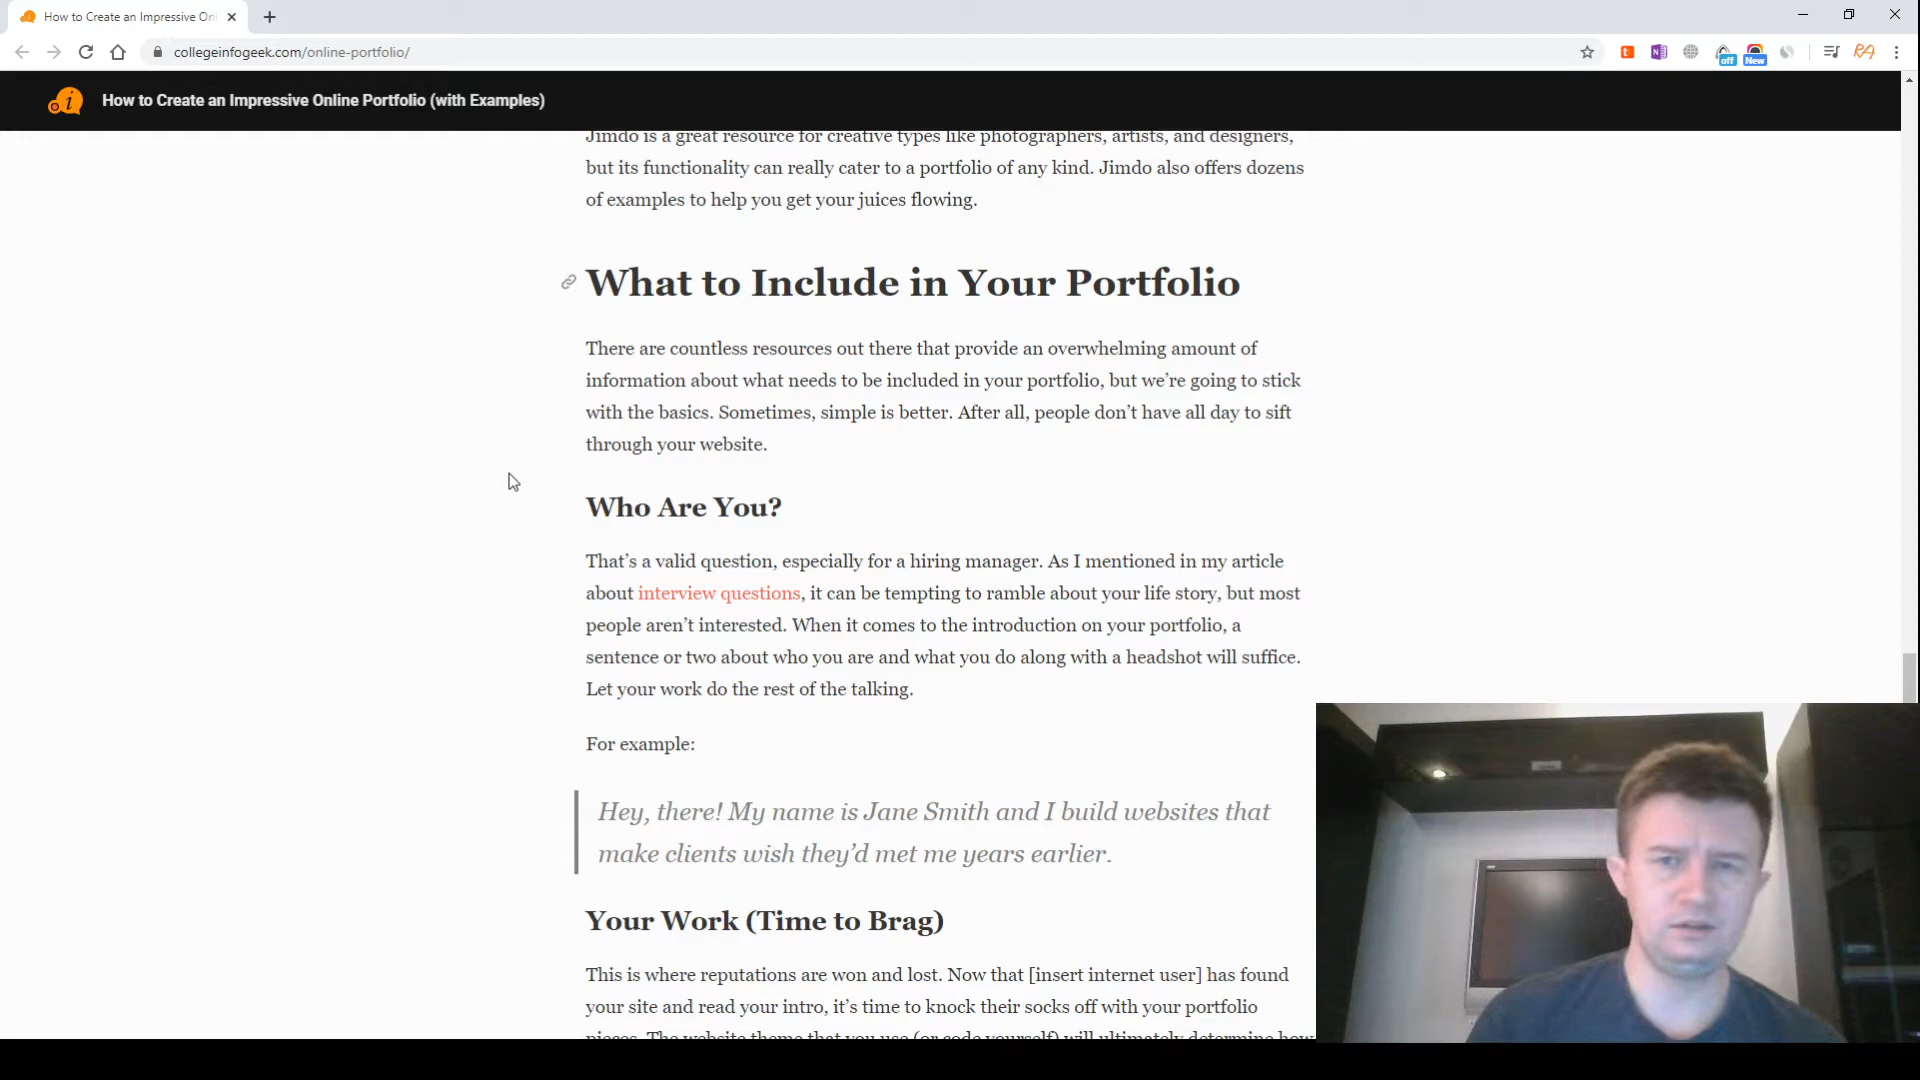 How to Create an Impressive Onl
collegeinfogeek.com/online-portfolio/
off
New
How to Create an Impressive Online Portfolio (with Examples)
Jimdo is a great resource for creative types like photographers, artists, and designers,
but its functionality can really cater to a portfolio of any kind. Jimdo also offers dozens
of examples to help you get your juices flowing.
What to Include in Your Portfolio
There are countless resources out there that provide an overwhelming amount of
information about what needs to be included in your portfolio, but we’re going to stick
with the basics. Sometimes, simple is better. After all, people don’t have all day to sift
through your website.
Who Are You?
That’s a valid question, especially for a hiring manager. As I mentioned in my article
about interview questions, it can be tempting to ramble about your life story, but most
people aren’t interested. When it comes to the introduction on your portfolio, a
sentence or two about who you are and what you do along with a headshot will suffice.
Let your work do the rest of the talking.
For example:
Hey, there! My name is Jane Smith and I build websites that
make clients wish they’d met me years earlier.
Your Work (Time to Brag)
This is where reputations are won and lost. Now that [insert internet user] has found
your site and read your intro, it’s time to knock their socks off with your portfolio
pieces. The website theme that you use (or code yourself) will ultimately determine how